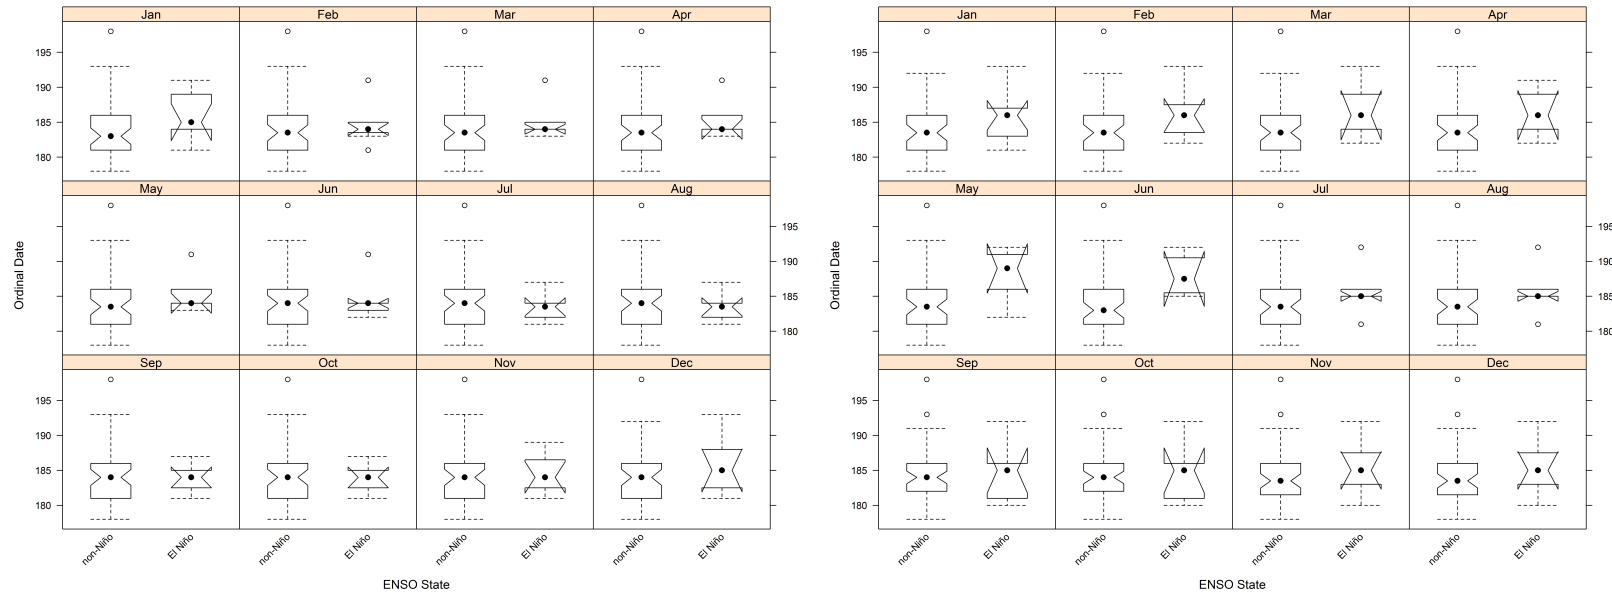 Jan Feb Mar Apr
195
190
185
180
May Jun Jul Aug
195
190
185
180
Sep Oct Nov Dec
195
190
185
180
Ordinal Date
non-Niño El Niño non-Niño El Niño non-Niño El Niño non-Niño El Niño
ENSO State
Jan Feb Mar Apr
195
190
185
180
May Jun Jul Aug
195
190
185
180
Sep Oct Nov Dec
195
190
185
180
Ordinal Date
non-Niño El Niño non-Niño El Niño non-Niño El Niño non-Niño El Niño
ENSO State